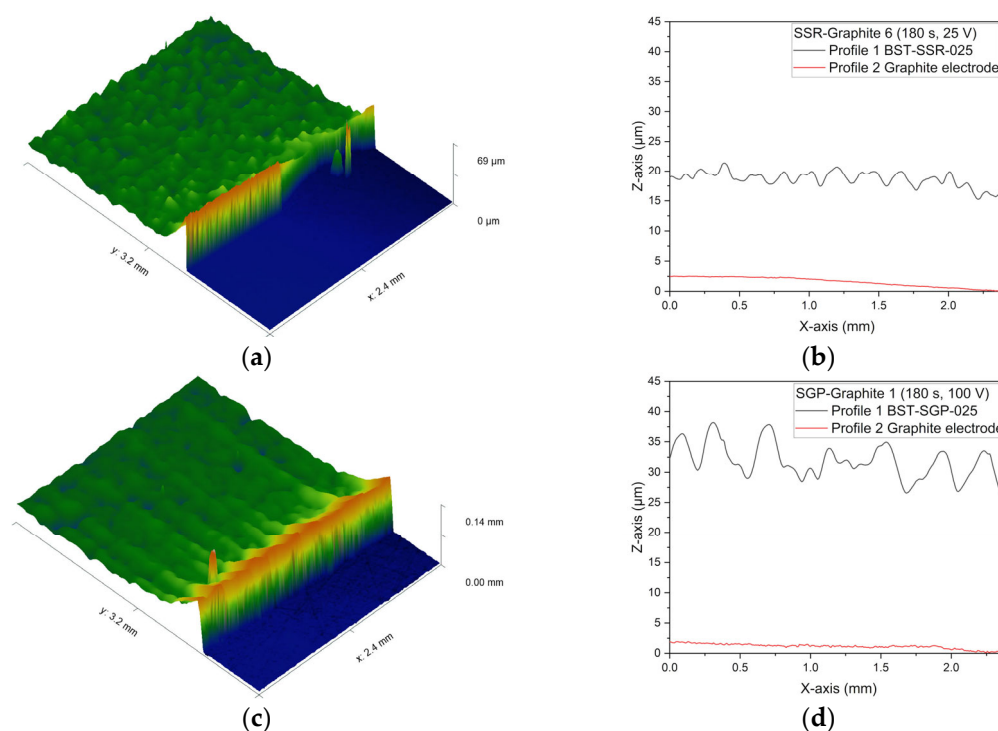 69 µm
0 µm
y: 3.2 mm
x: 2.4 mm
(a)
SSR-Graphite 6 (180 s, 25 V)
Profile 1 BST-SSR-025
Profile 2 Graphite electrode
Z-axis (µm)
45
40
35
30
25
20
15
10
5
0
0.0 0.5 1.0 1.5 2.0
X-axis (mm)
(b)
0.14 mm
0.00 mm
y: 3.2 mm
x: 2.4 mm
(c)
SGP-Graphite 1 (180 s, 100 V)
Profile 1 BST-SGP-025
Profile 2 Graphite electrode
Z-axis (µm)
45
40
35
30
25
20
15
10
5
0
0.0 0.5 1.0 1.5 2.0
X-axis (mm)
(d)